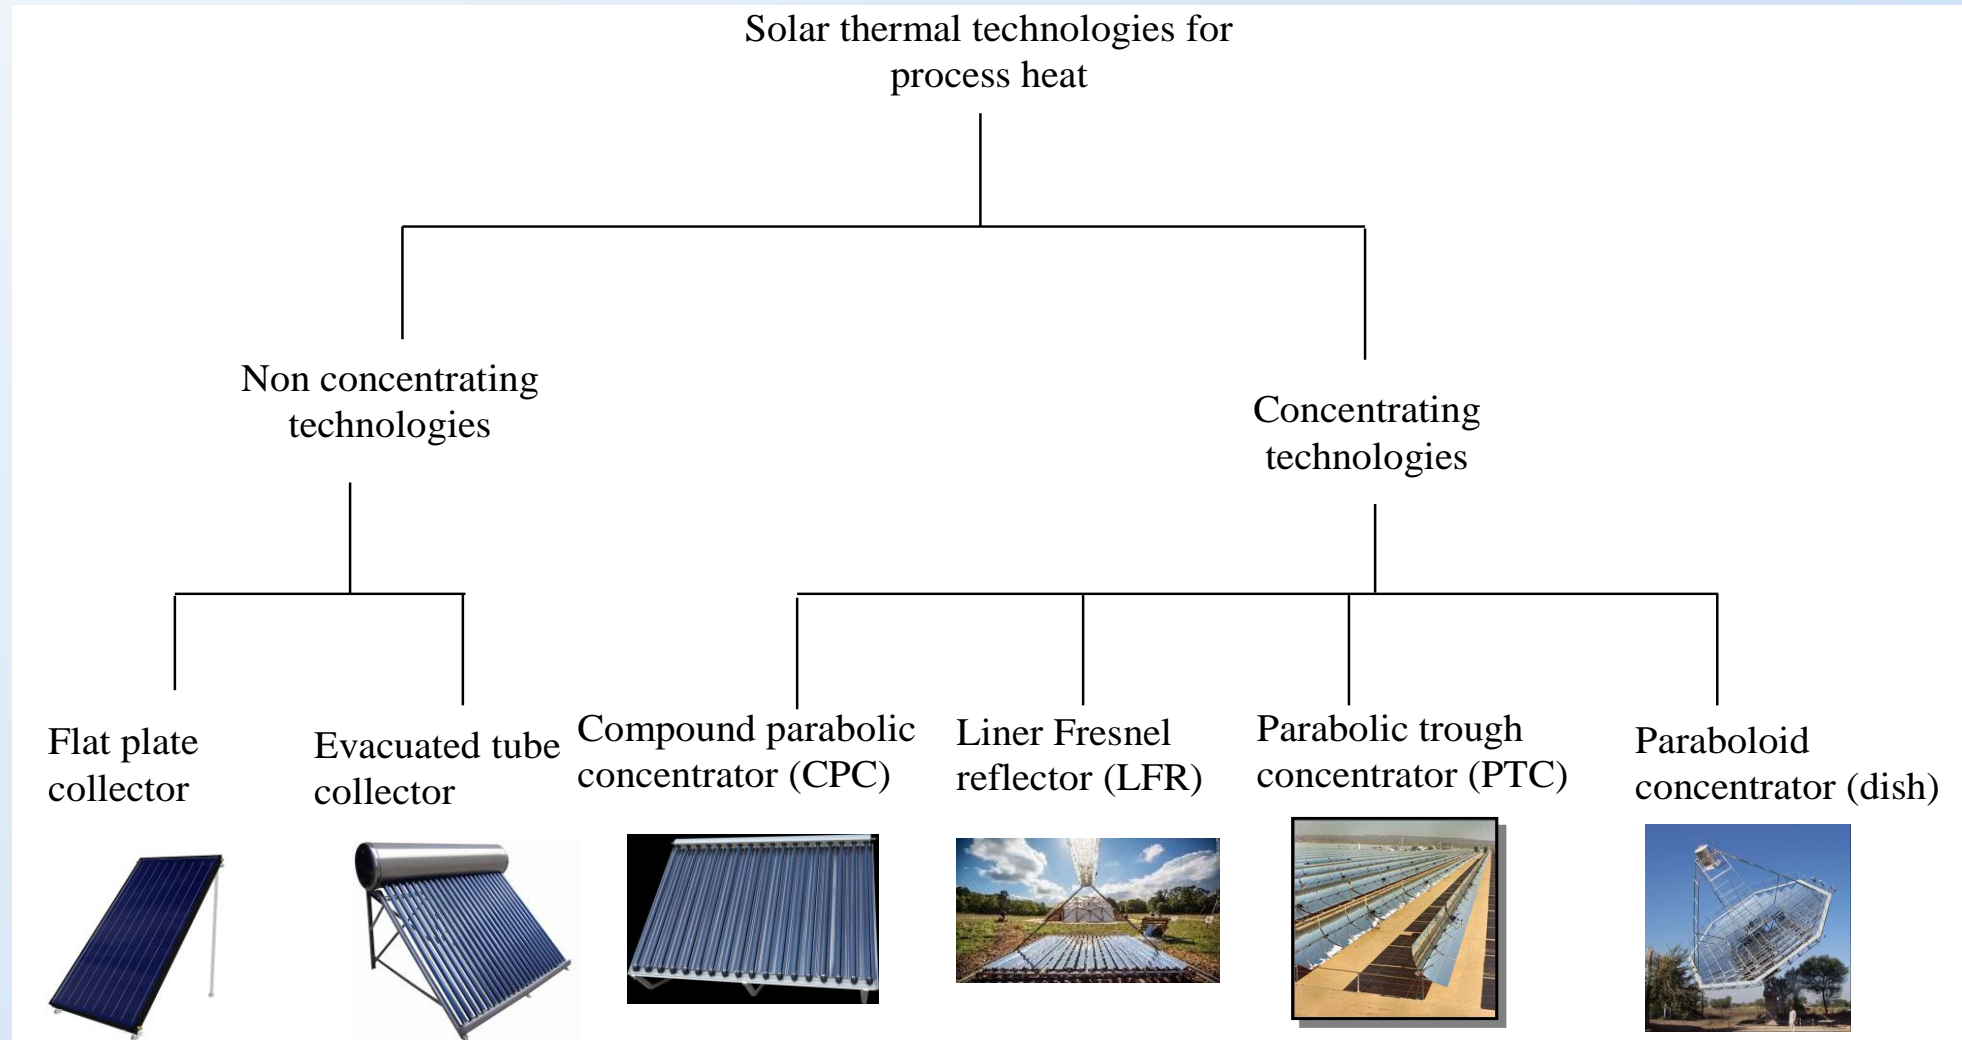 Solar thermal technologies for
process heat
Non concentrating
technologies
Concentrating
technologies
Flat plate
collector
Evacuated tube
collector
Compound parabolic
concentrator (CPC)
Liner Fresnel
reflector (LFR)
Parabolic trough
concentrator (PTC)
Paraboloid
concentrator (dish)